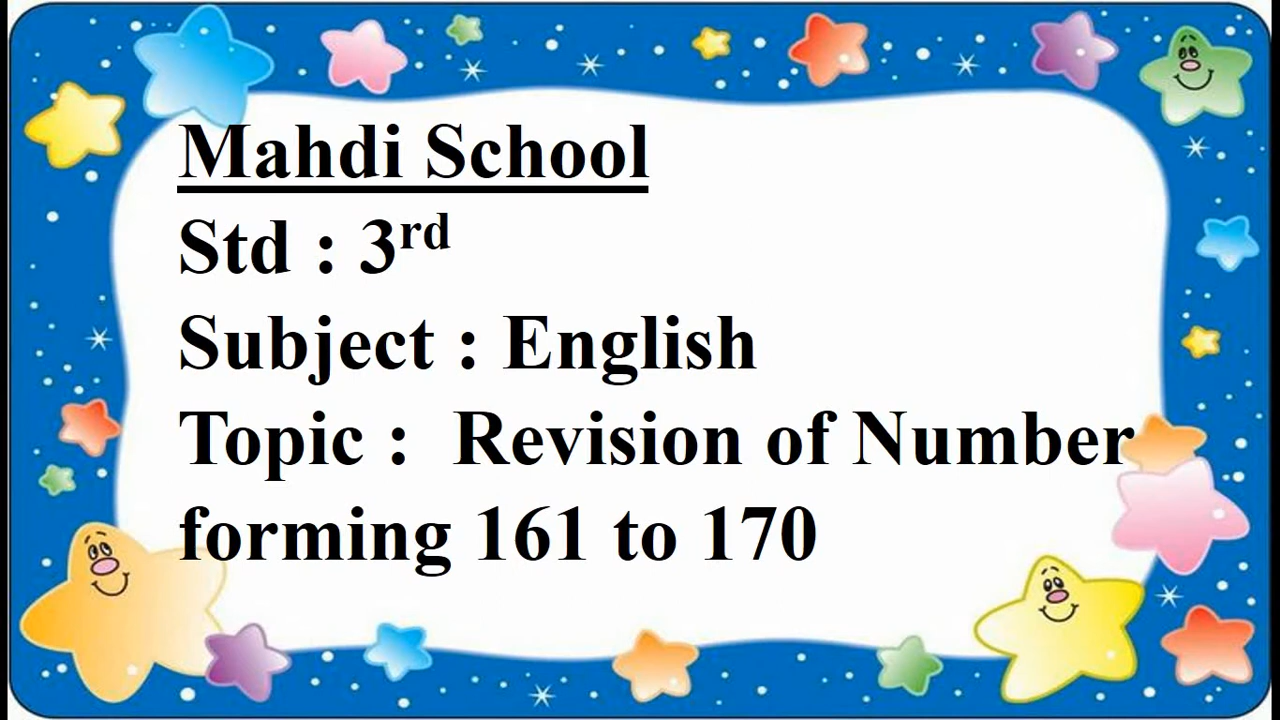 Mahdi School
Std : 3rd
Subject : English
Topic :  Revision of Number
forming 161 to 170